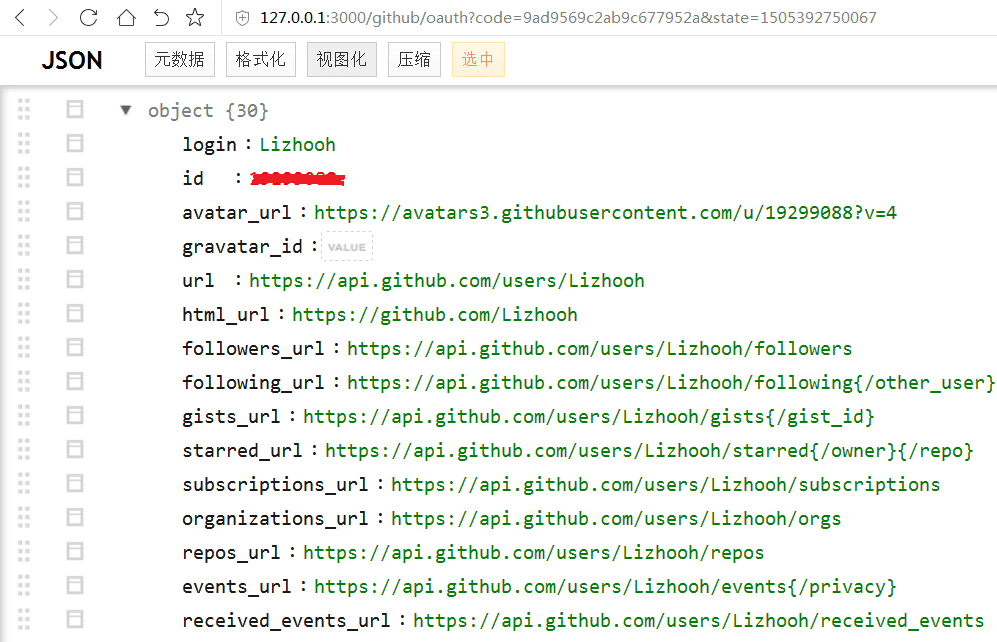 127.0.0.1:3000/github/oauth?code=9ad9569c2ab9c677952a&state=1505392750067
JSON 元数据 格式化 视图化 压缩 选中
▼ object {30}
login : Lizhooh
id :
avatar_url : https://avatars3.githubusercontent.com/u/19299088?v=4
gravatar_id : VALUE
url : https://api.github.com/users/Lizhooh
html_url : https://github.com/Lizhooh
followers_url : https://api.github.com/users/Lizhooh/followers
following_url : https://api.github.com/users/Lizhooh/following{/other_user}
gists_url : https://api.github.com/users/Lizhooh/gists{/gist_id}
starred_url : https://api.github.com/users/Lizhooh/starred{/owner}{/repo}
subscriptions_url : https://api.github.com/users/Lizhooh/subscriptions
organizations_url : https://api.github.com/users/Lizhooh/orgs
repos_url : https://api.github.com/users/Lizhooh/repos
events_url : https://api.github.com/users/Lizhooh/events{/privacy}
received_events_url : https://api.github.com/users/Lizhooh/received_events